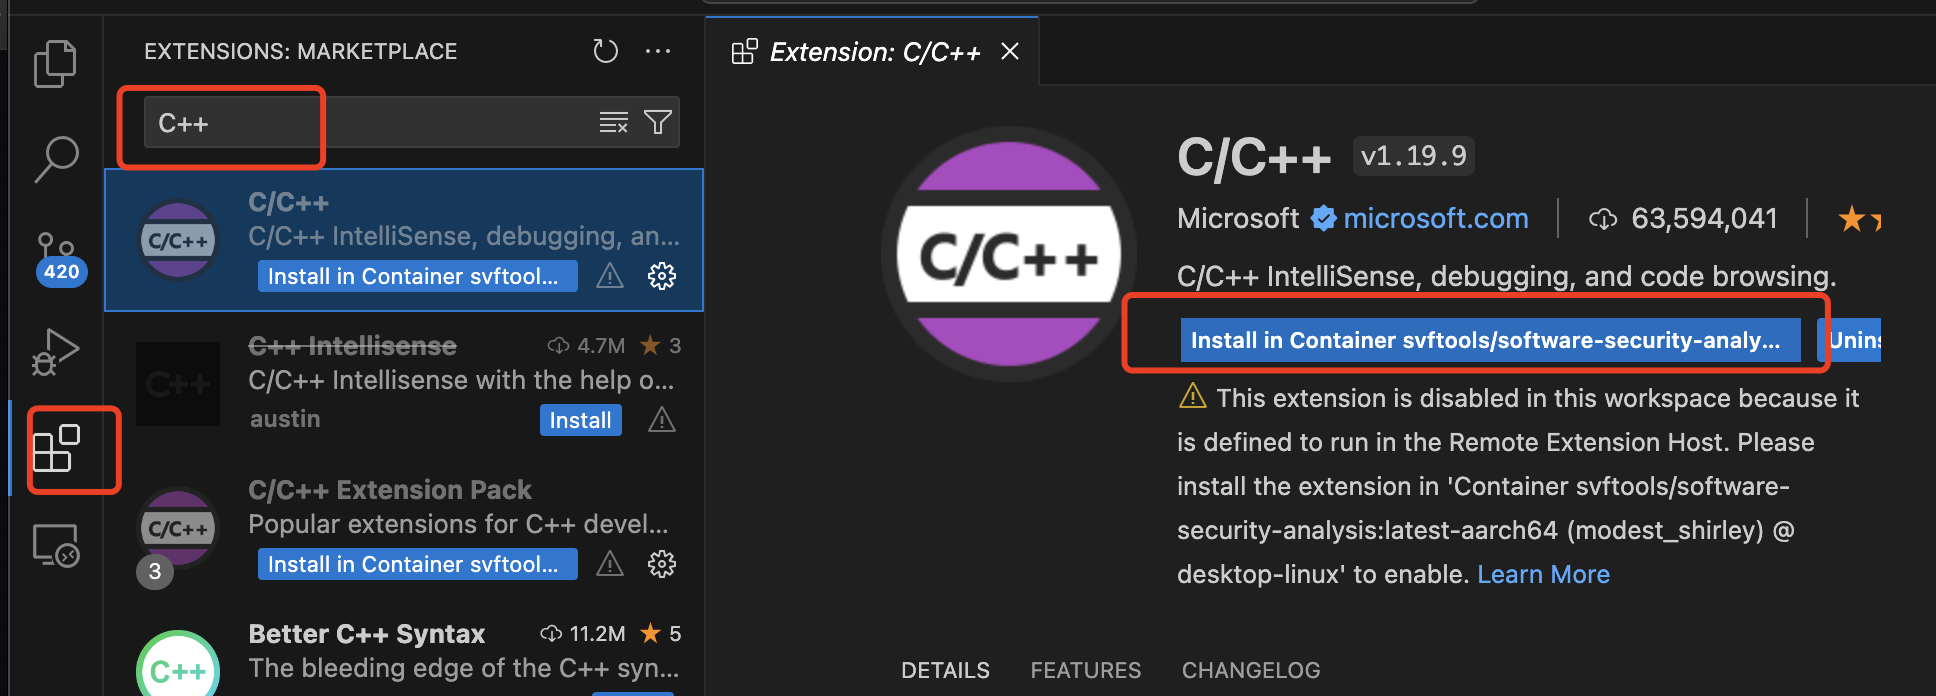 EXTENSIONS: MARKETPLACE
C++
420
C/C++
C/C++
C/C++ IntelliSense, debugging, an...
Install in Container svftool...
C++
C++ Intellisense
4.7M
3
C/C++ Intellisense with the help o...
austin
Install
C/C++
3
C/C++ Extension Pack
Popular extensions for C++ devel...
Install in Container svftool...
C++
Better C++ Syntax
11.2M
5
The bleeding edge of the C++ syn...
Extension: C/C++
C/C++
C/C++
v1.19.9
Microsoft
microsoft.com
63,594,041
C/C++ IntelliSense, debugging, and code browsing.
Install in Container svftools/software-security-analy...
Unins
This extension is disabled in this workspace because it
is defined to run in the Remote Extension Host. Please
install the extension in 'Container svftools/software-
security-analysis:latest-aarch64 (modest_shirley) @
desktop-linux' to enable. Learn More
DETAILS
FEATURES
CHANGELOG